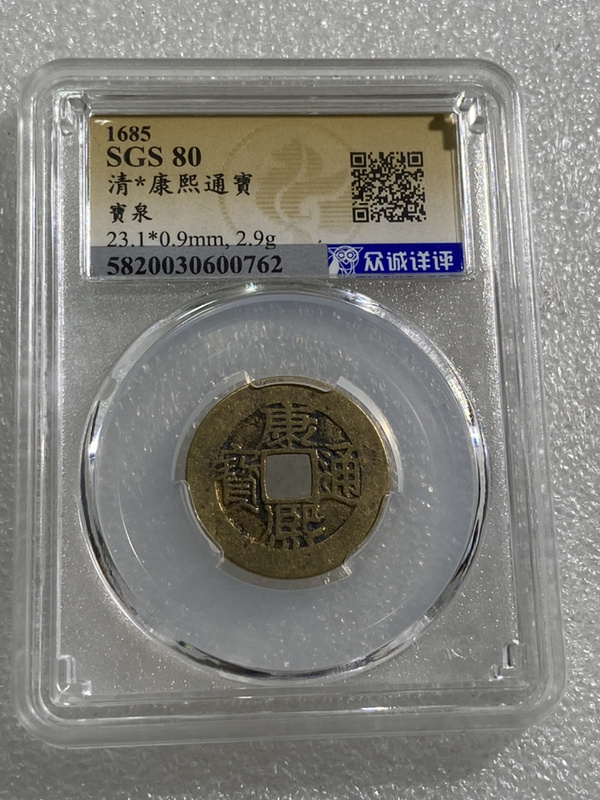 1685
SGS 80
清*康熙通寶
寶泉
23.1*0.9mm, 2.9g
5820030600762
众诚详评
康
通
寶
熙